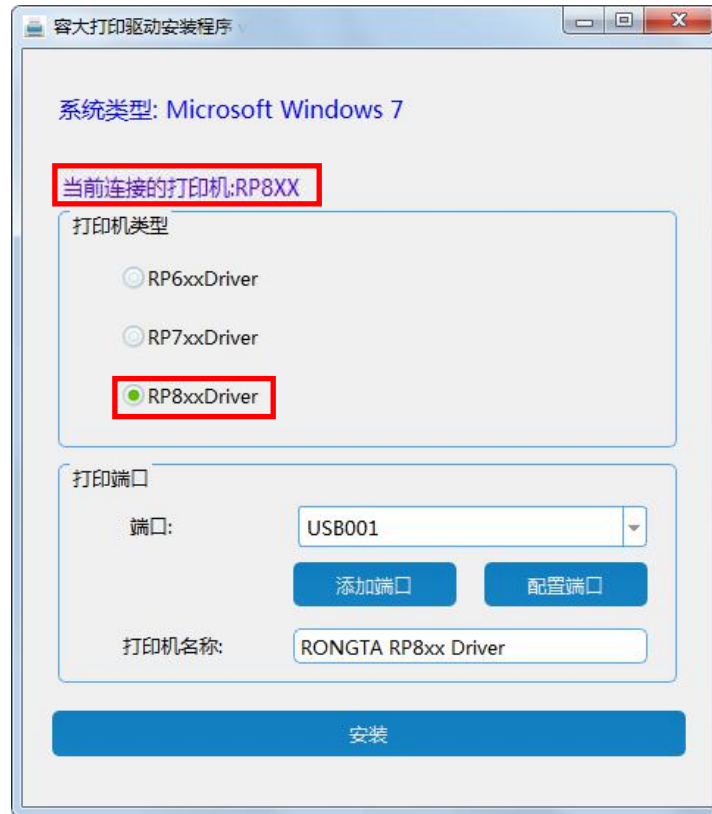 容大打印驱动安装程序 v
系统类型: Microsoft Windows 7
当前连接的打印机:RP8XX
打印机类型
RP6xxDriver
RP7xxDriver
RP8xxDriver
打印端口
端口:
USB001
添加端口
配置端口
打印机名称:
RONGTA RP8xx Driver
安装